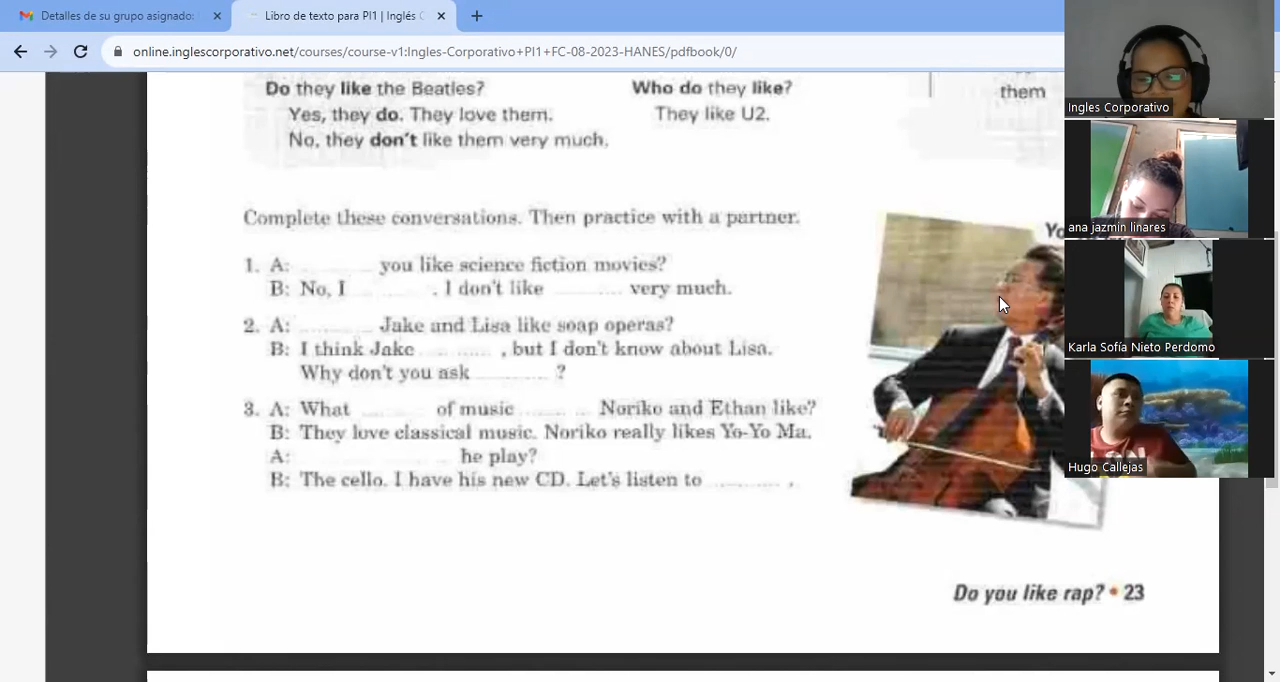 Detalles de su grupo asignado:
Libro de texto para PI1 | Inglés C
online.inglescorporativo.net/courses/course-v1:Ingles-Corporativo+PI1+FC-08-2023-HANES/pdfbook/0/
Do they like the Beatles?
Yes, they do. They love them.
No, they don't like them very much.
Who do they like?
They like U2.
them
Complete these conversations. Then practice with a partner.
1. A: ........ you like science fiction movies?
B: No, I ........ . I don't like ........ very much.
2. A: ........ Jake and Lisa like soap operas?
B: I think Jake ........ , but I don't know about Lisa.
Why don't you ask ........ ?
3. A: What ........ of music ........ Noriko and Ethan like?
B: They love classical music. Noriko really likes Yo-Yo Ma.
A: ........ he play?
B: The cello. I have his new CD. Let's listen to ........ .
Yo
Do you like rap? • 23
Ingles Corporativo
ana jazmin linares
Karla Sofía Nieto Perdomo
Hugo Callejas